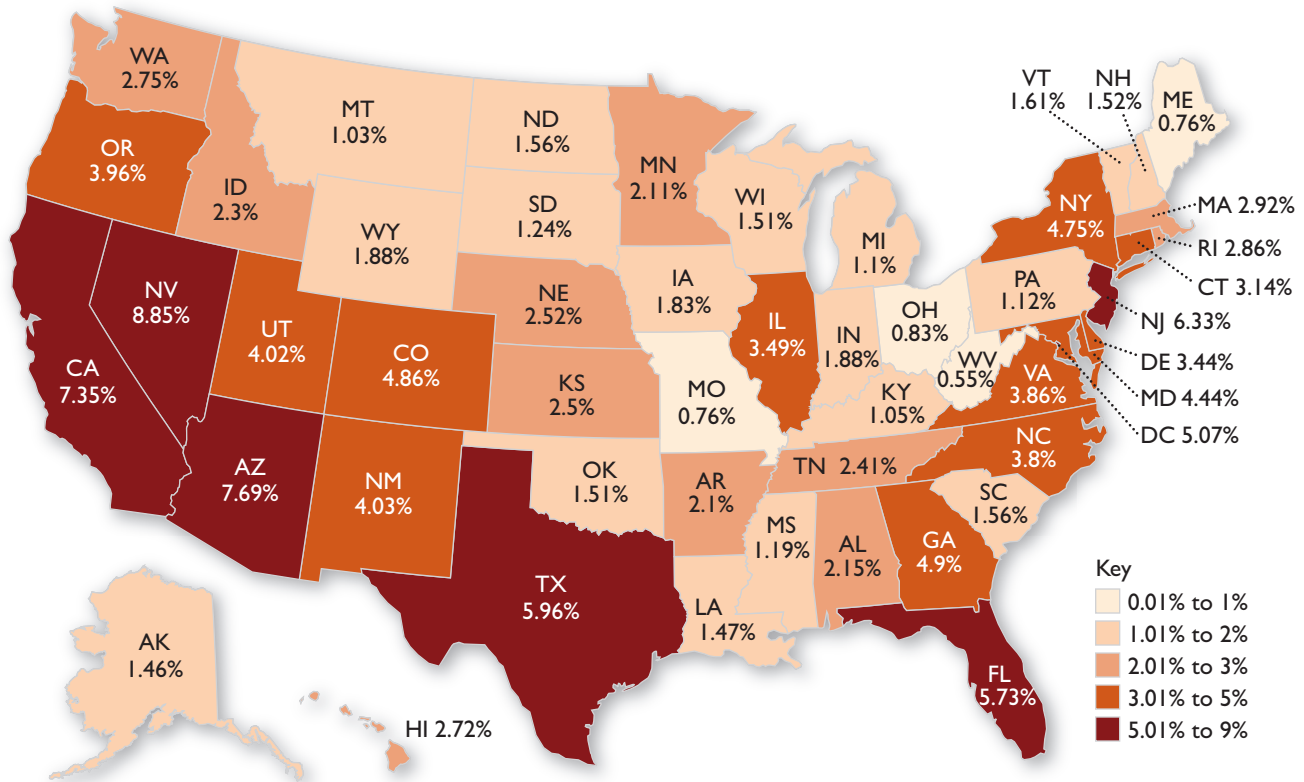 WA
2.75%
MT
1.03%
ND
1.56%
MN
2.11%
VT
1.61%
NH
1.52%
ME
0.76%
OR
3.96%
ID
2.3%
WY
1.88%
SD
1.24%
WI
1.51%
MI
1.1%
NY
4.75%
MA 2.92%
RI 2.86%
CT 3.14%
NJ 6.33%
DE 3.44%
MD 4.44%
DC 5.07%
NV
8.85%
UT
4.02%
CO
4.86%
NE
2.52%
IA
1.83%
IL
3.49%
IN
1.88%
OH
0.83%
PA
1.12%
WV
0.55%
VA
3.86%
CA
7.35%
KS
2.5%
MO
0.76%
KY
1.05%
NC
3.8%
AZ
7.69%
NM
4.03%
OK
1.51%
AR
2.1%
TN 2.41%
SC
1.56%
MS
1.19%
AL
2.15%
GA
4.9%
TX
5.96%
LA
1.47%
FL
5.73%
AK
1.46%
HI 2.72%
Key
0.01% to 1%
1.01% to 2%
2.01% to 3%
3.01% to 5%
5.01% to 9%